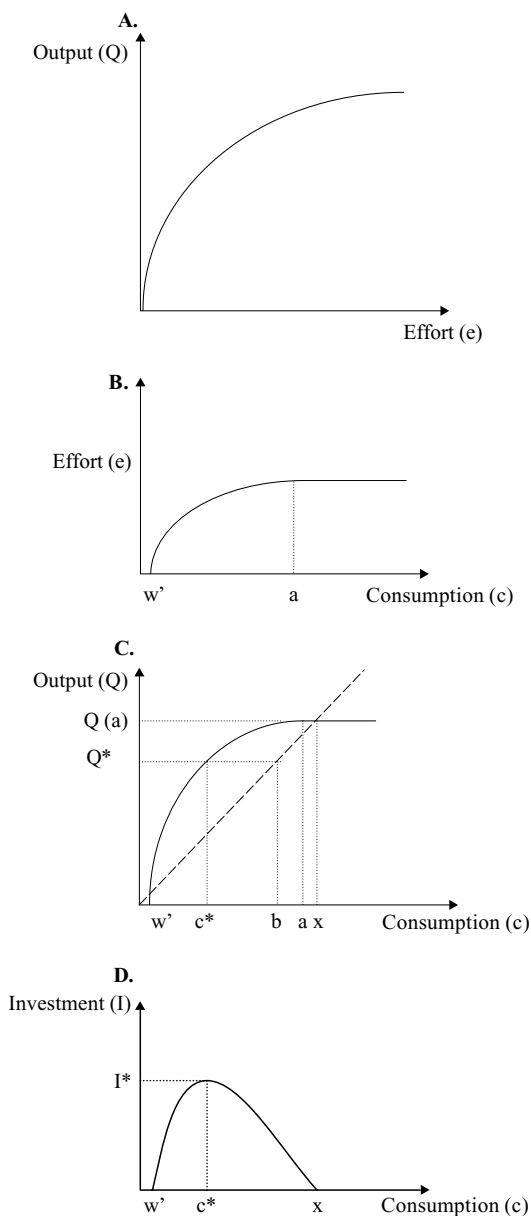 A.
Output (Q)
Effort (e)
B.
Effort (e)
w’ a Consumption (c)
C.
Output (Q)
Q (a)
Q*
w’ c* b a x Consumption (c)
D.
Investment (I)
I*
w’ c* x Consumption (c)